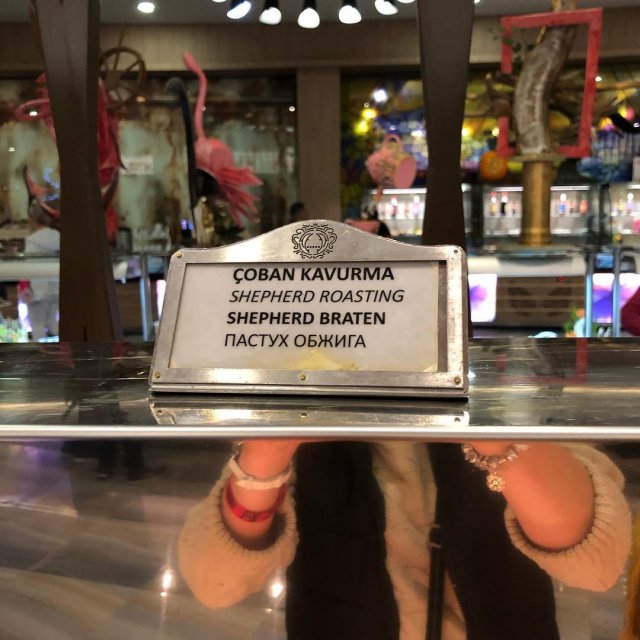 ÇOBAN KAVURMA
SHEPHERD ROASTING
SHEPHERD BRATEN
ПАСТУХ ОБЖИГА